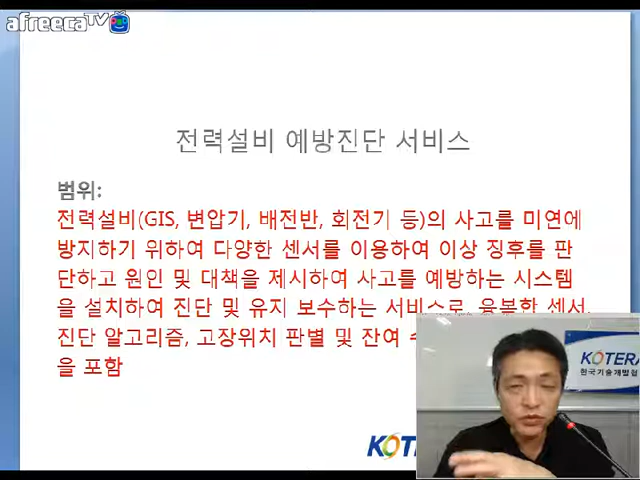 afreecaTV
전력설비 예방진단 서비스
범위:
전력설비(GIS, 변압기, 배전반, 회전기 등)의 사고를 미연에
방지하기 위하여 다양한 센서를 이용하여 이상 징후를 판
단하고 원인 및 대책을 제시하여 사고를 예방하는 시스템
을 설치하여 진단 및 유지 보수하는 서비스로, 융복합 센서,
진단 알고리즘, 고장위치 판별 및 잔여
을 포함
KOTERA
한국기술개발협
KOT